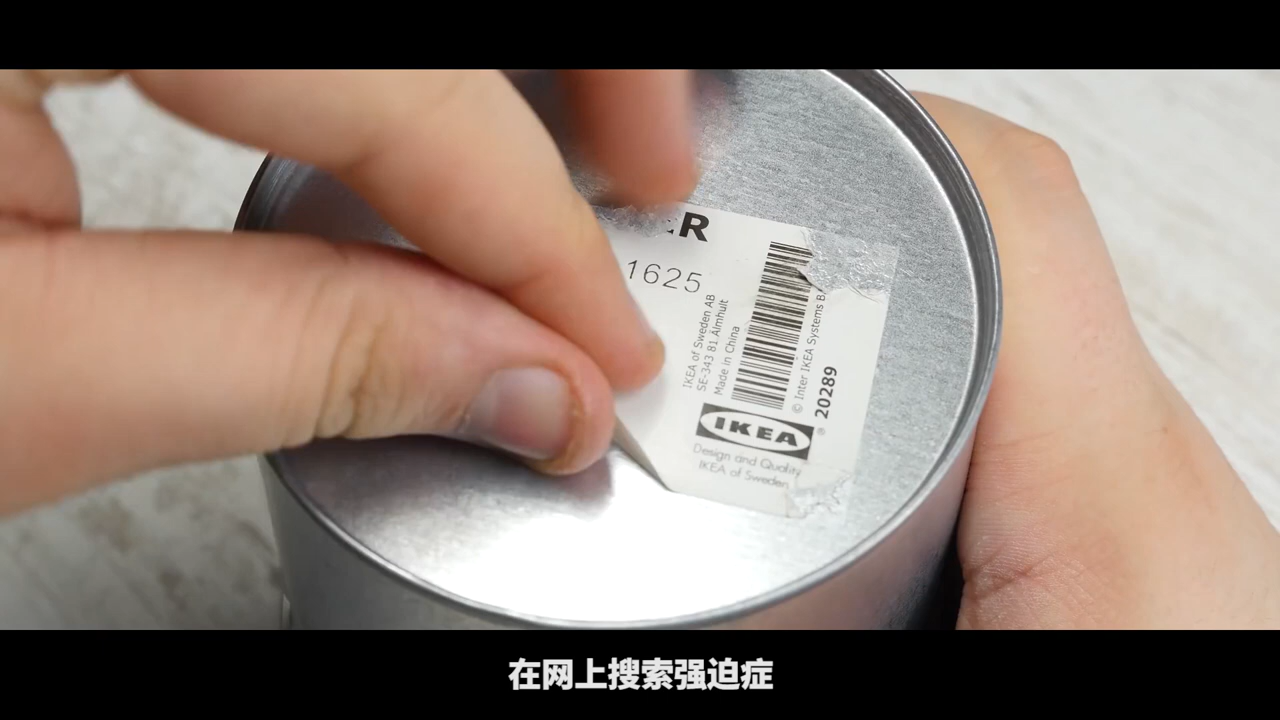 R
1625
IKEA of Sweden AB
SE-343 81 Älmhult
Made in China
© Inter IKEA Systems B
20289
IKEA
®
Design and Quality
IKEA of Sweden
在网上搜索强迫症